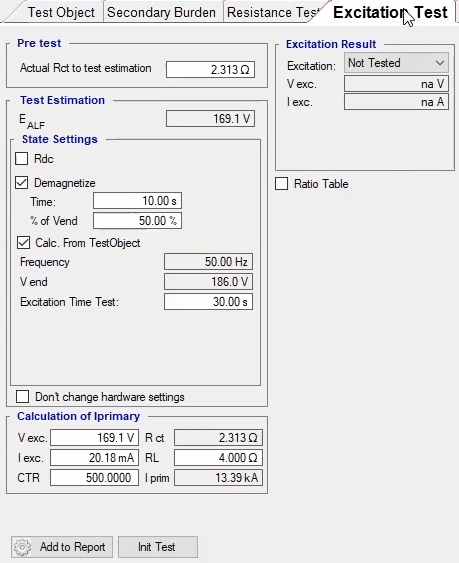 Test Object Secondary Burden Resistance Test Excitation Test
Pre test
Actual Rct to test estimation 2.313 Ω
Test Estimation
E ALF 169.1 V
State Settings
Rdc
Demagnetize
Time: 10.00 s
% of Vend 50.00 %
Calc. From TestObject
Frequency 50.00 Hz
V end 186.0 V
Excitation Time Test: 30.00 s
Don't change hardware settings
Calculation of Iprimary
V exc. 169.1 V R ct 2.313 Ω
I exc. 20.18 mA RL 4.000 Ω
CTR 500.0000 I prim 13.39 kA
Excitation Result
Excitation: Not Tested
V exc. na V
I exc. na A
Ratio Table
Add to Report Init Test